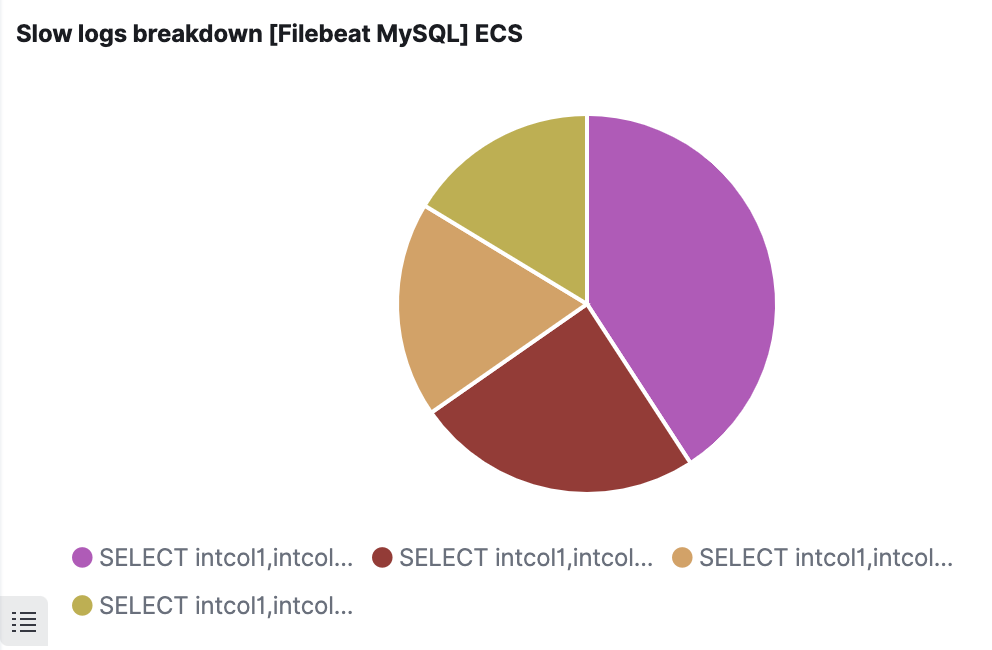 Slow logs breakdown [Filebeat MySQL] ECS
SELECT intcol1,intcol... SELECT intcol1,intcol... SELECT intcol1,intcol...
SELECT intcol1,intcol...